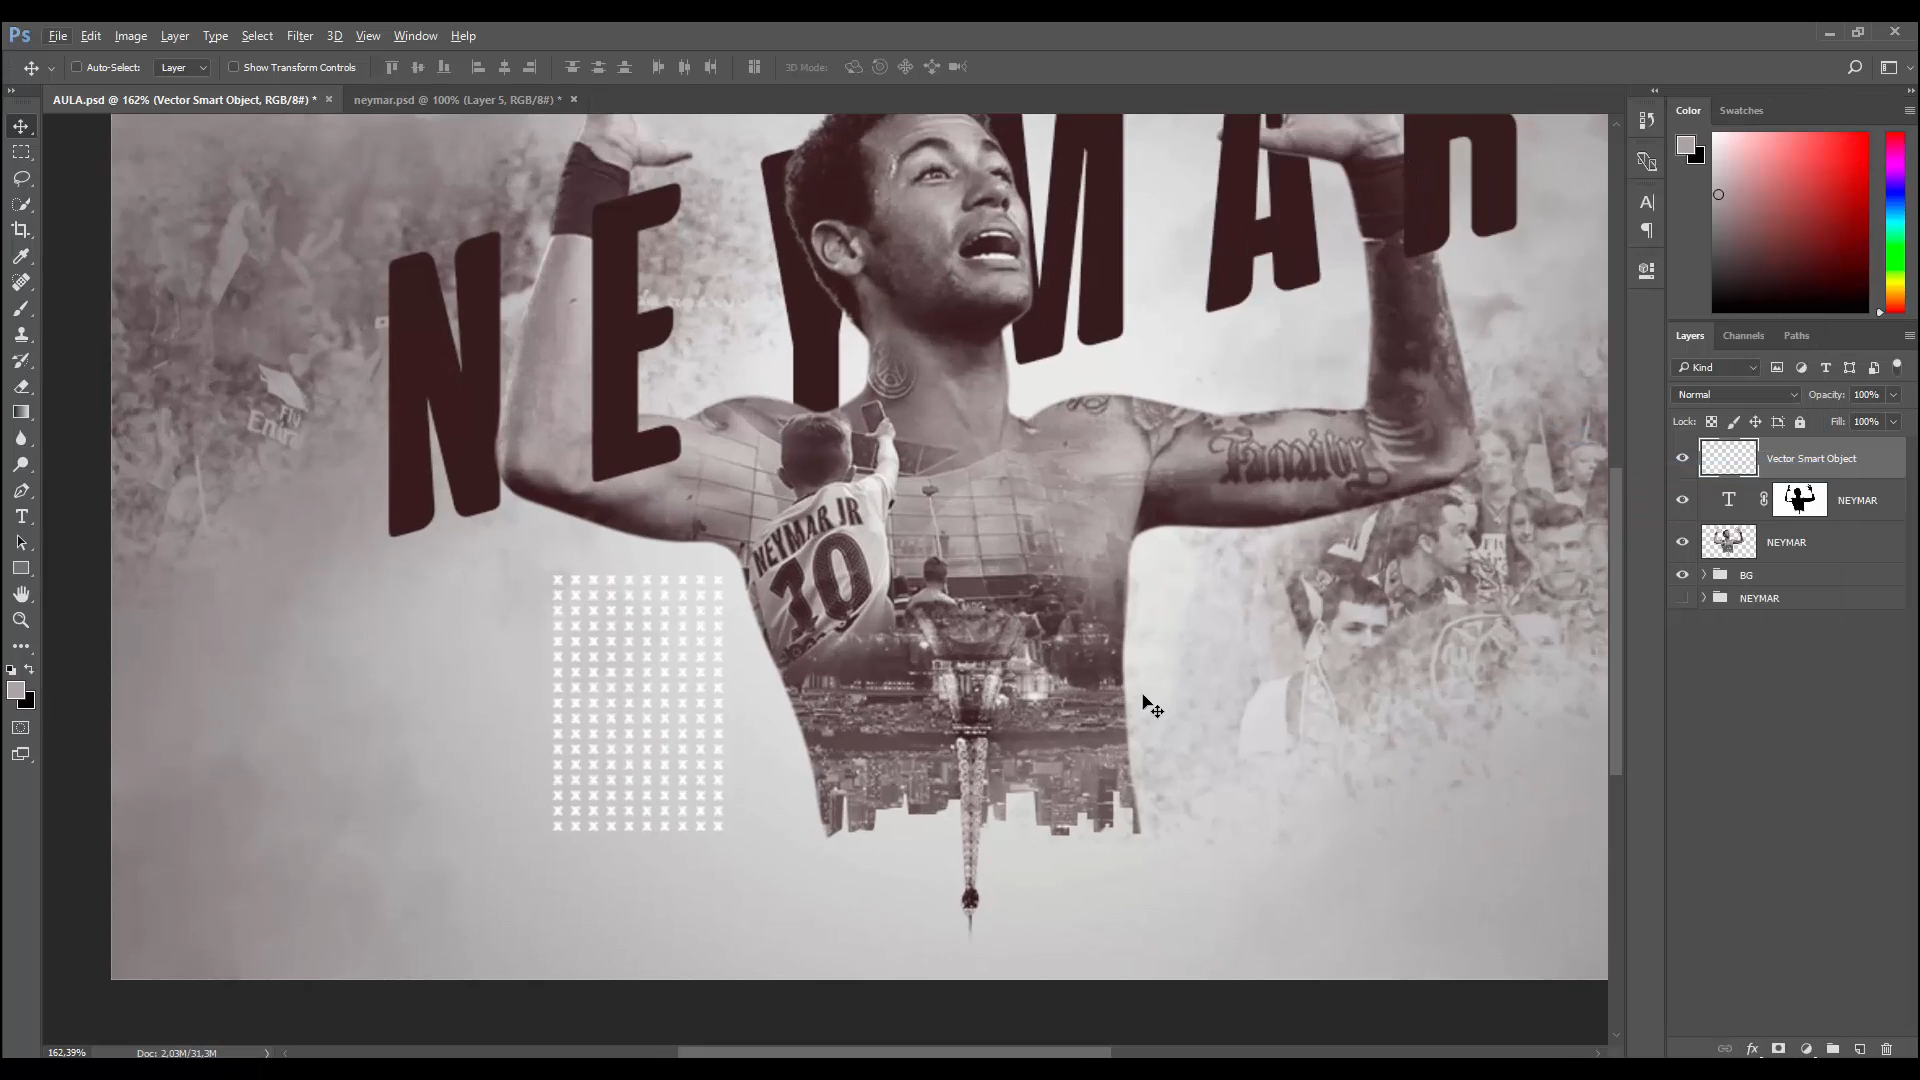 Ps File Edit Image Layer Type Select Filter 3D View Window Help
Auto-Select: Layer Show Transform Controls 3D Mode:
AULA.psd @ 162% (Vector Smart Object, RGB/8#) * neymar.psd @ 100% (Layer 5, RGB/8#) *
Color Swatches
NEYMAR
Fly
Family
NEYMAR JR
10
Layers Channels Paths
Kind
Normal Opacity: 100%
Lock: Fill: 100%
Vector Smart Object
NEYMAR
NEYMAR
BG
NEYMAR
162,39% Doc: 2,03M/31,3M